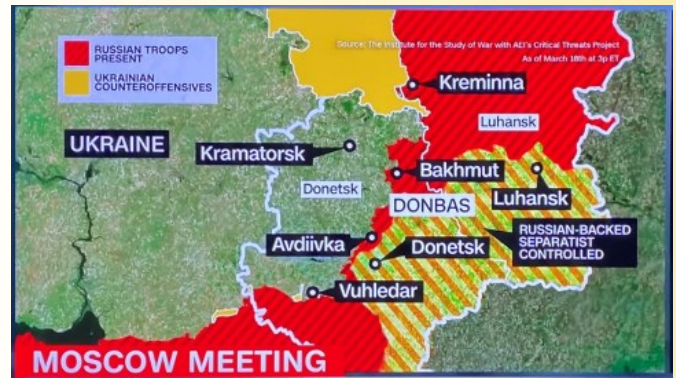 RUSSIAN TROOPS
PRESENT
UKRAINIAN
COUNTEROFFENSIVES
Source: The Institute for the Study of War with AEI's Critical Threats Project
As of March 18th at 3p ET
Kreminna
Luhansk
UKRAINE
Kramatorsk
Bakhmut
Donetsk
Luhansk
DONBAS
Avdiivka
Donetsk
RUSSIAN-BACKED
SEPARATIST
CONTROLLED
Vuhledar
MOSCOW MEETING